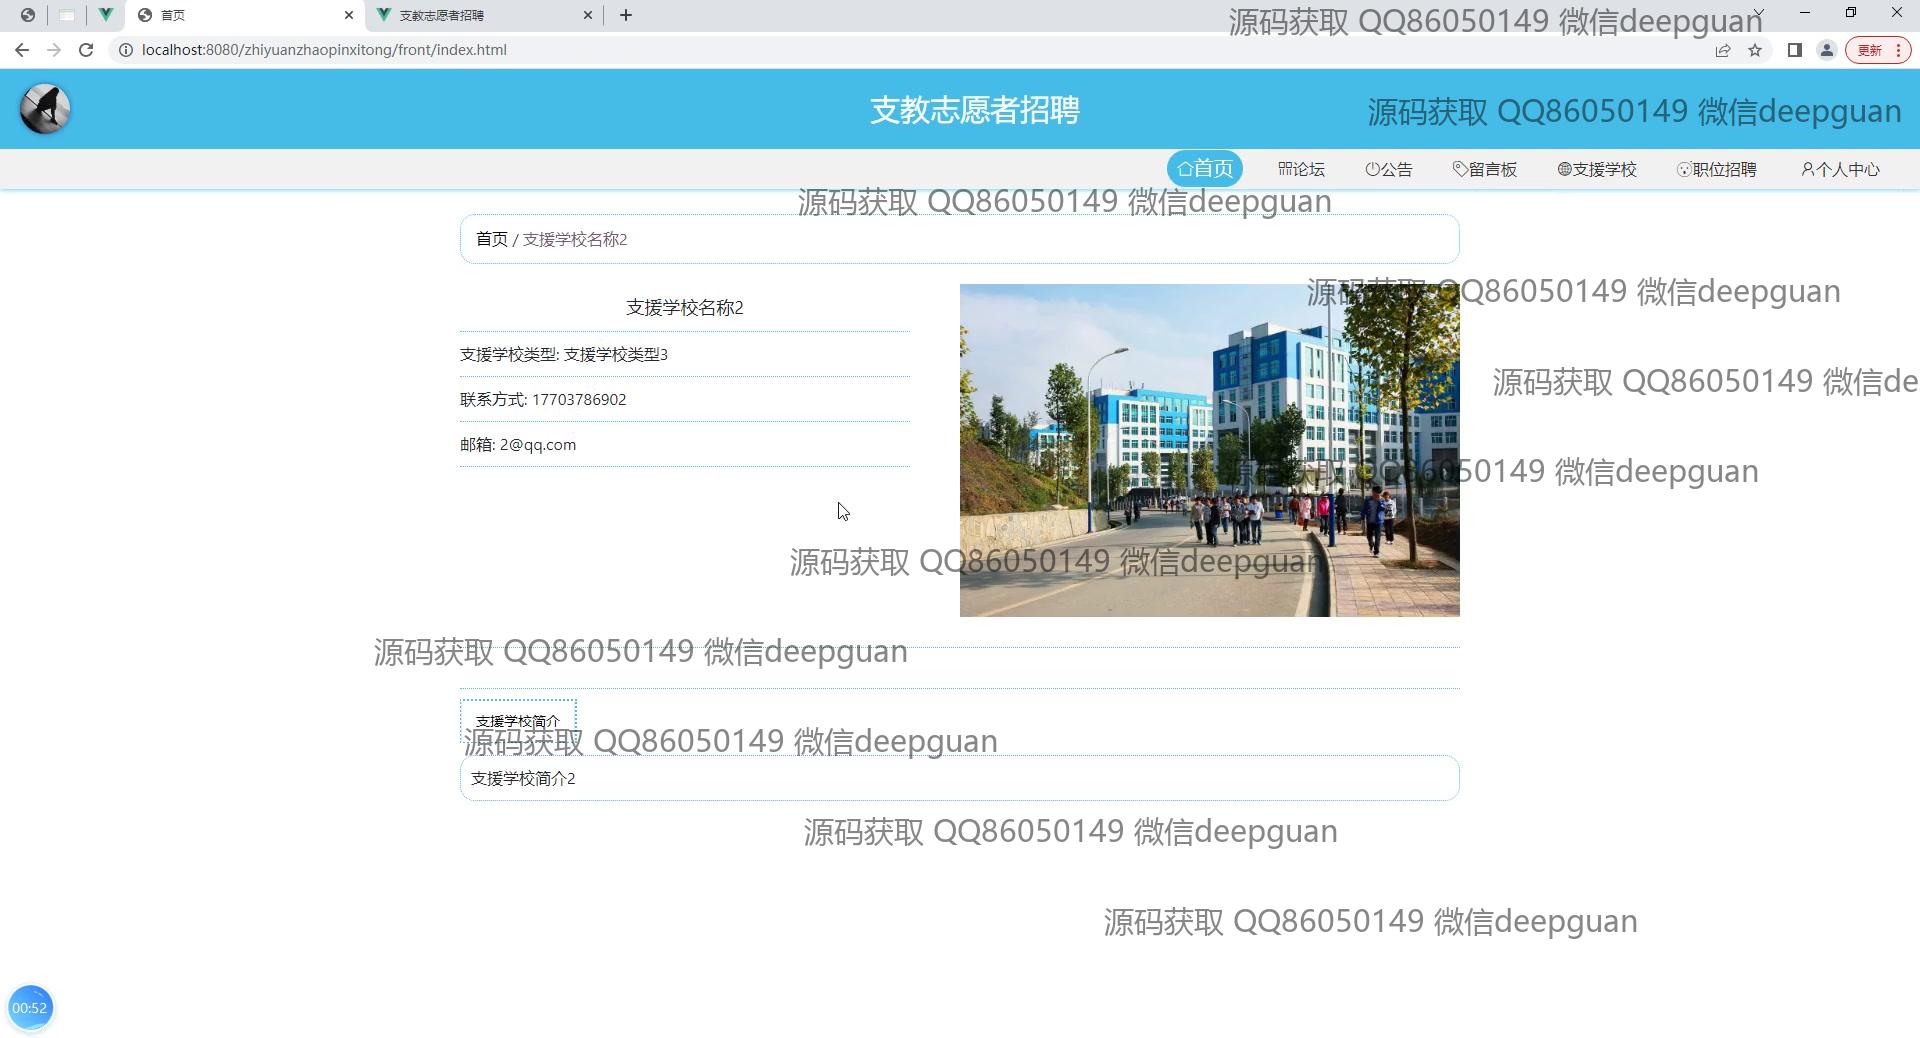 首页
支教志愿者招聘
源码获取 QQ86050149 微信deepguan
localhost:8080/zhiyuanzhaopinxitong/front/index.html
更新
支教志愿者招聘
源码获取 QQ86050149 微信deepguan
首页
论坛
公告
留言板
支援学校
职位招聘
个人中心
源码获取 QQ86050149 微信deepguan
首页 / 支援学校名称2
源码获取 QQ86050149 微信deepguan
支援学校名称2
支援学校类型: 支援学校类型3
源码获取 QQ86050149 微信de
联系方式: 17703786902
邮箱: 2@qq.com
源码获取 QQ86050149 微信deepguan
源码获取 QQ86050149 微信deepguan
源码获取 QQ86050149 微信deepguan
支援学校简介
源码获取 QQ86050149 微信deepguan
支援学校简介2
源码获取 QQ86050149 微信deepguan
源码获取 QQ86050149 微信deepguan
00:52